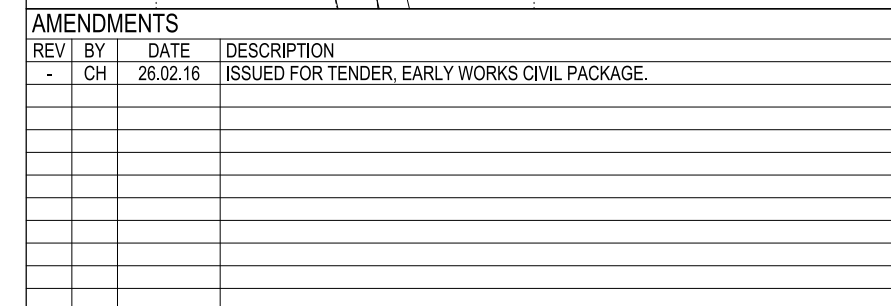 AMENDMENTS
REV BY DATE DESCRIPTION
- CH 26.02.16 ISSUED FOR TENDER, EARLY WORKS CIVIL PACKAGE.